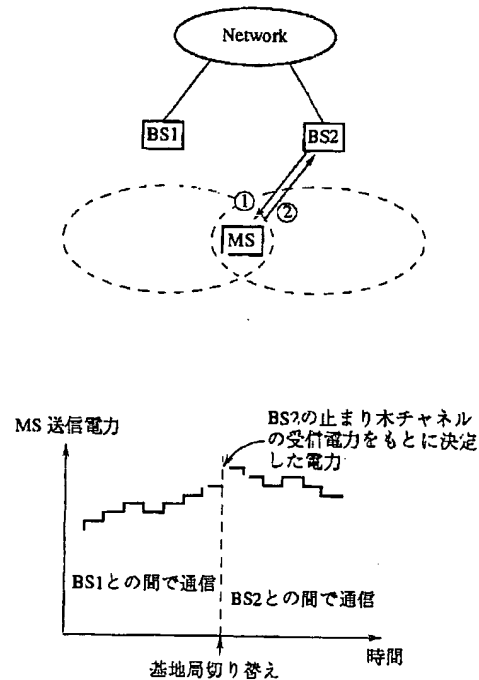 Network
BS1
BS2
①
②
MS
MS 送信電力
BS2の止まり木チャネル
の受信電力をもとに決定
した電力
BS1との間で通信
BS2との間で通信
時間
基地局切り替え